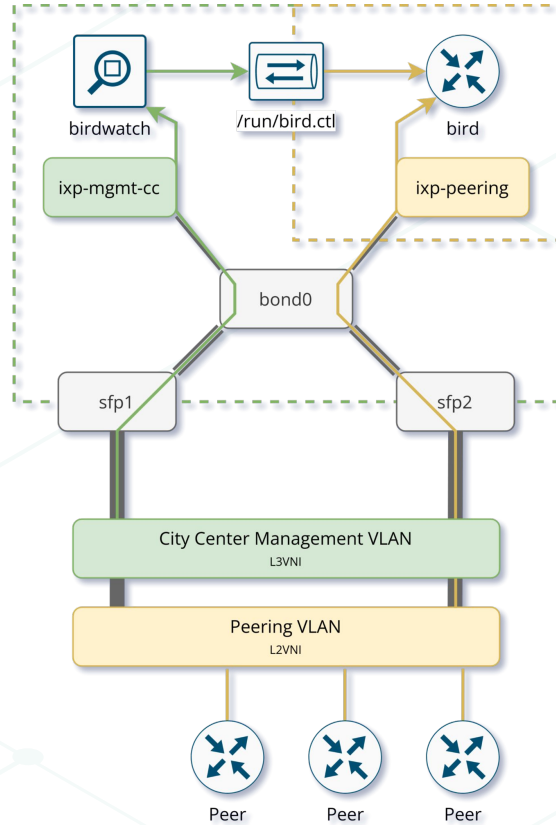 birdwatch
/run/bird.ctl
bird
ixp-mgmt-cc
ixp-peering
bond0
sfp1
sfp2
City Center Management VLAN
L3VNI
Peering VLAN
L2VNI
Peer
Peer
Peer